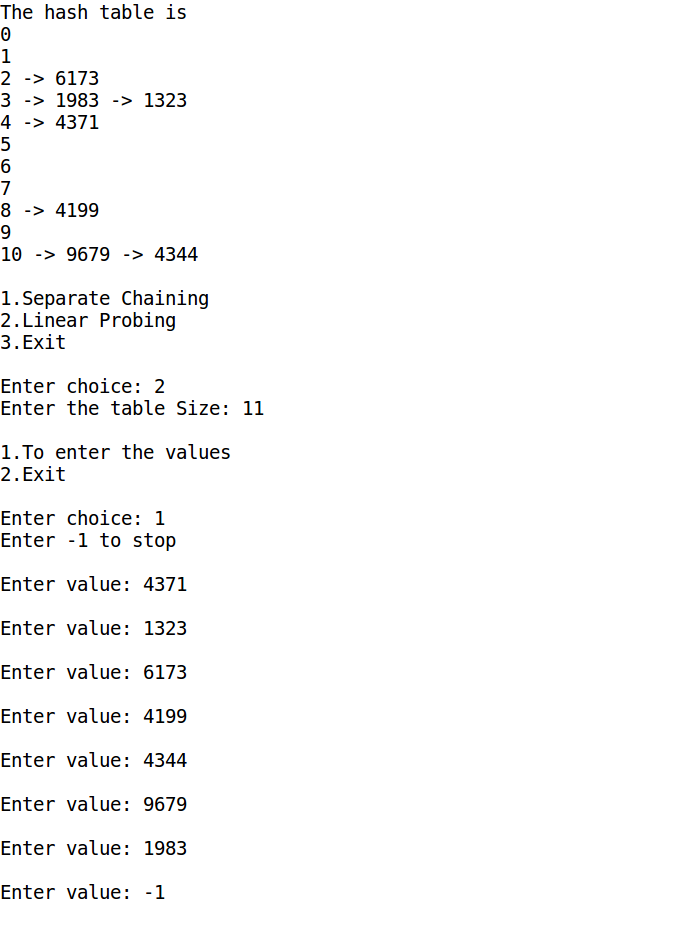 The hash table is
0
1
2 -> 6173
3 -> 1983 -> 1323
4 -> 4371
5
6
7
8 -> 4199
9
10 -> 9679 -> 4344
1.Separate Chaining
2.Linear Probing
3.Exit
Enter choice: 2
Enter the table Size: 11
1.To enter the values
2.Exit
Enter choice: 1
Enter -1 to stop
Enter value: 4371
Enter value: 1323
Enter value: 6173
Enter value: 4199
Enter value: 4344
Enter value: 9679
Enter value: 1983
Enter value: -1